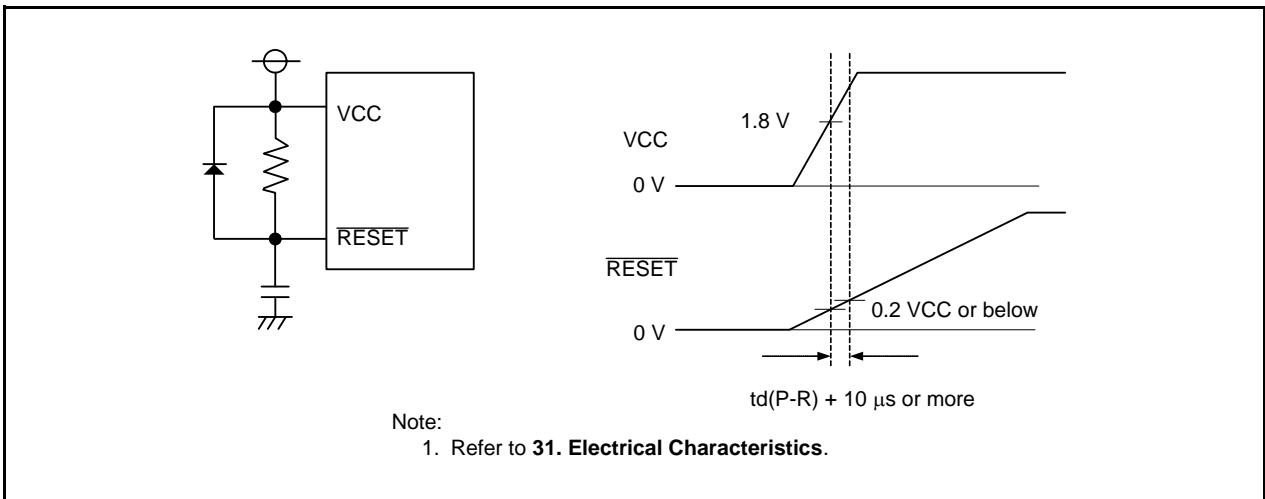 VCC
RESET
VCC
1.8 V
0 V
RESET
0.2 VCC or below
0 V
td(P-R) + 10 μs or more
Note:
1. Refer to 31. Electrical Characteristics.